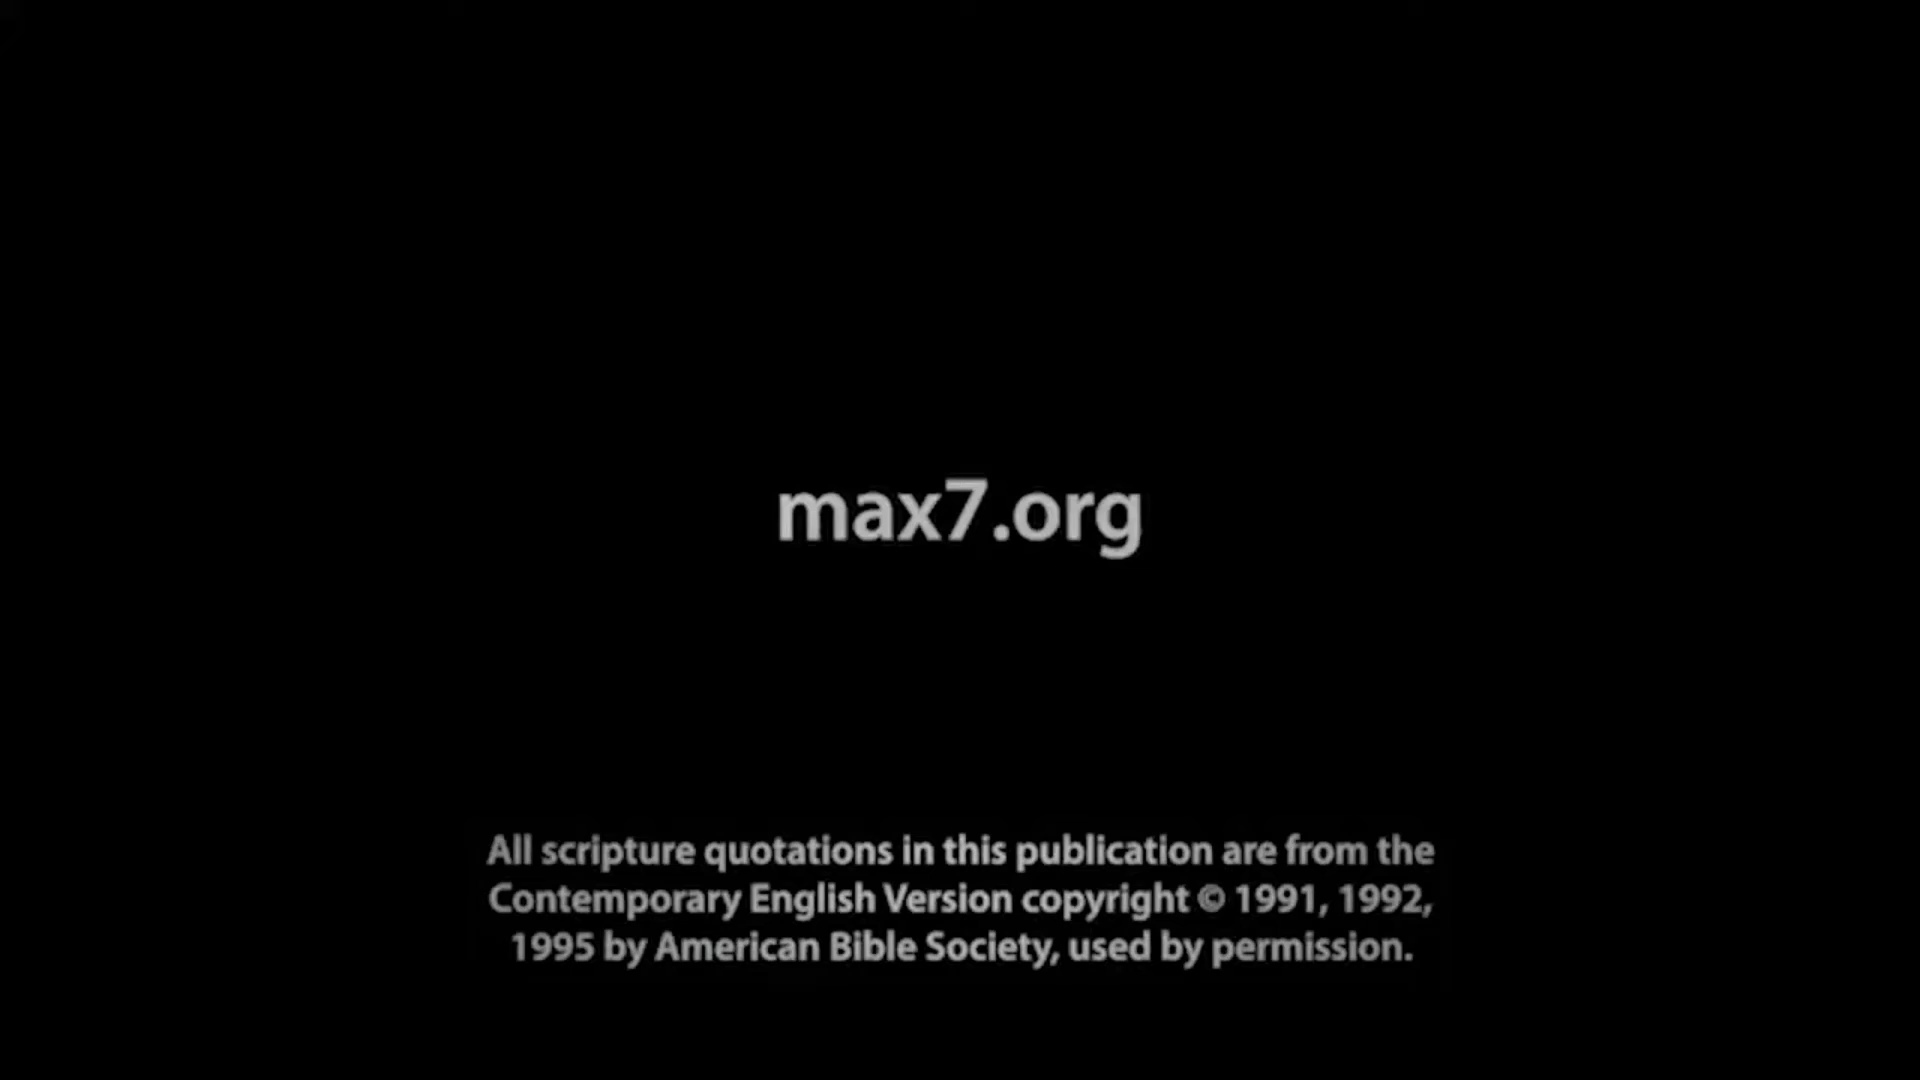 max7.org
All scripture quotations in this publication are from the
Contemporary English Version copyright © 1991, 1992,
1995 by American Bible Society, used by permission.